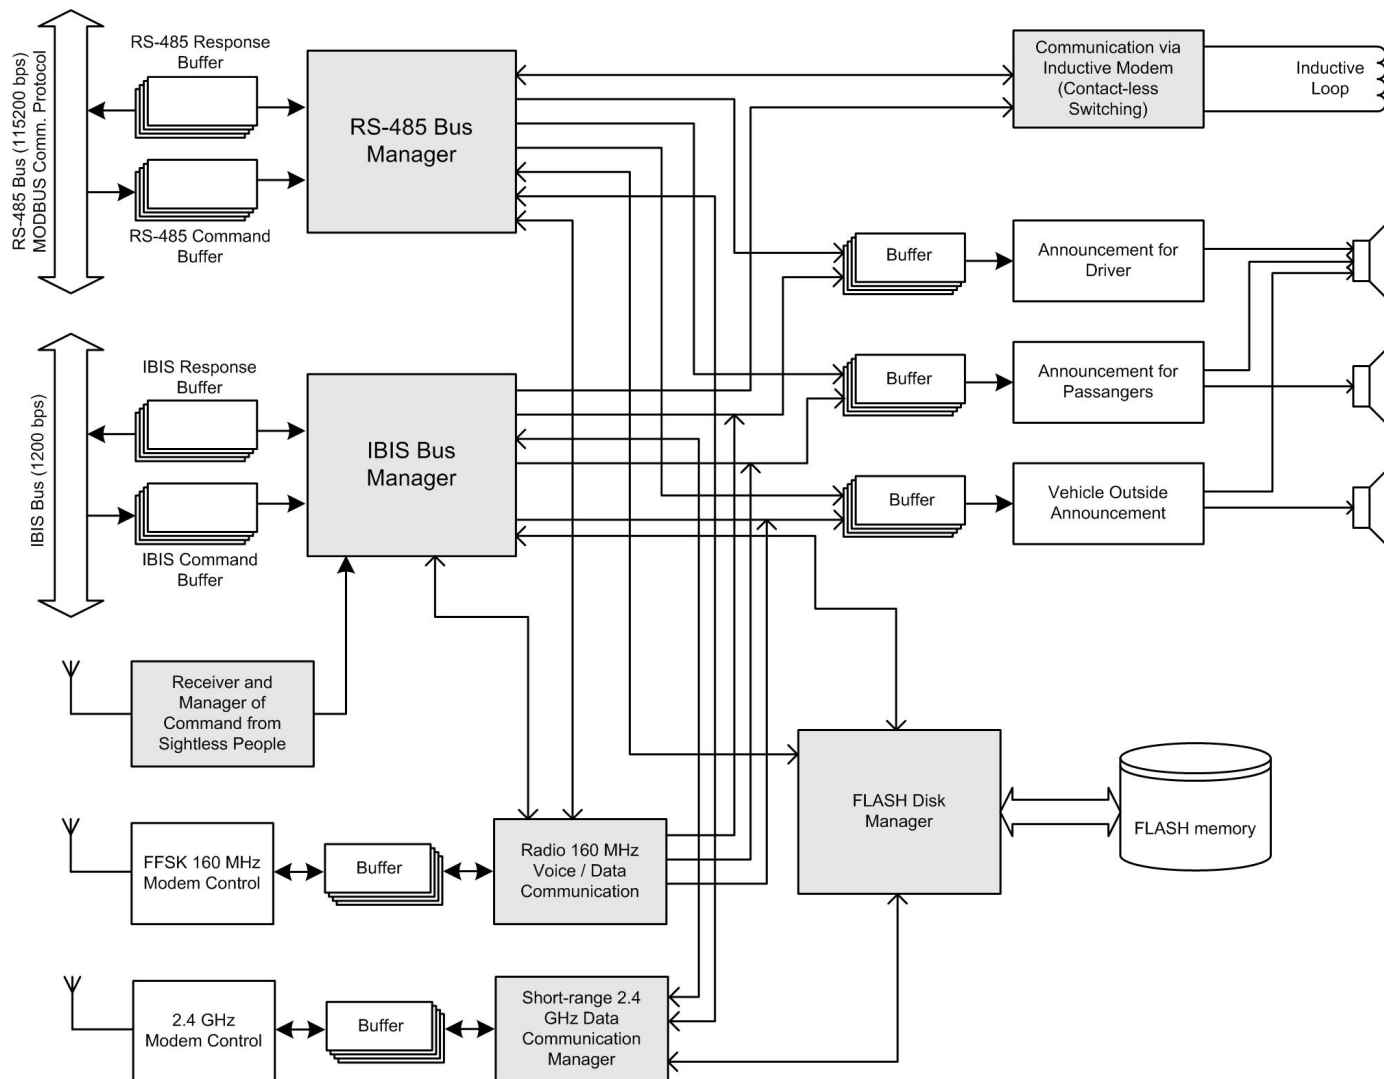 RS-485 Bus (115200 bps)
MODBUS Comm. Protocol
RS-485 Response
Buffer
RS-485 Command
Buffer
RS-485 Bus
Manager
Communication via
Inductive Modem
(Contact-less
Switching)
Inductive
Loop
Buffer
Announcement for
Driver
IBIS Bus (1200 bps)
IBIS Response
Buffer
IBIS Command
Buffer
IBIS Bus
Manager
Buffer
Announcement for
Passangers
Buffer
Vehicle Outside
Announcement
Receiver and
Manager of
Command from
Sightless People
FFSK 160 MHz
Modem Control
Buffer
Radio 160 MHz
Voice / Data
Communication
FLASH Disk
Manager
FLASH memory
2.4 GHz
Modem Control
Buffer
Short-range 2.4
GHz Data
Communication
Manager